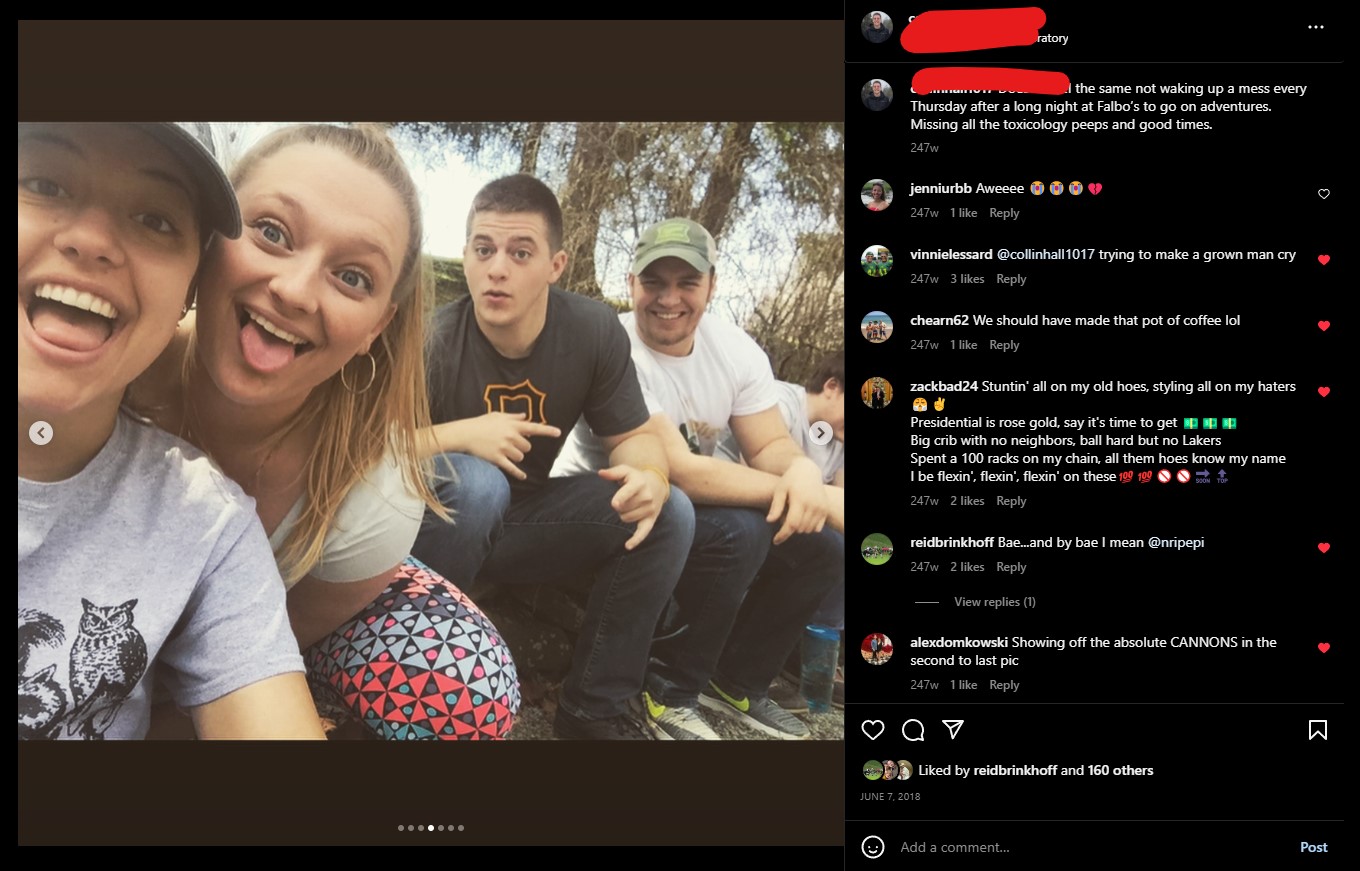 ratory
the same not waking up a mess every
Thursday after a long night at Falbo's to go on adventures.
Missing all the toxicology peeps and good times.
247w
jenniurbb Aweeee 😭😭😭💔
247w 1 like Reply
vinnielessard @collinhall1017 trying to make a grown man cry
247w 3 likes Reply
chearn62 We should have made that pot of coffee lol
247w 1 like Reply
zackbad24 Stuntin' all on my old hoes, styling all on my haters
😤✌
Presidential is rose gold, say it's time to get 💵💵💵
Big crib with no neighbors, ball hard but no Lakers
Spent a 100 racks on my chain, all them hoes know my name
I be flexin', flexin', flexin' on these💯💯🚫🚫🔜🔝
247w 2 likes Reply
reidbrinkhoff Bae...and by bae I mean @nripepi
247w 2 likes Reply
View replies (1)
alexdomkowski Showing off the absolute CANNONS in the
second to last pic
247w 1 like Reply
Liked by reidbrinkhoff and 160 others
JUNE 7, 2018
Add a comment...
Post